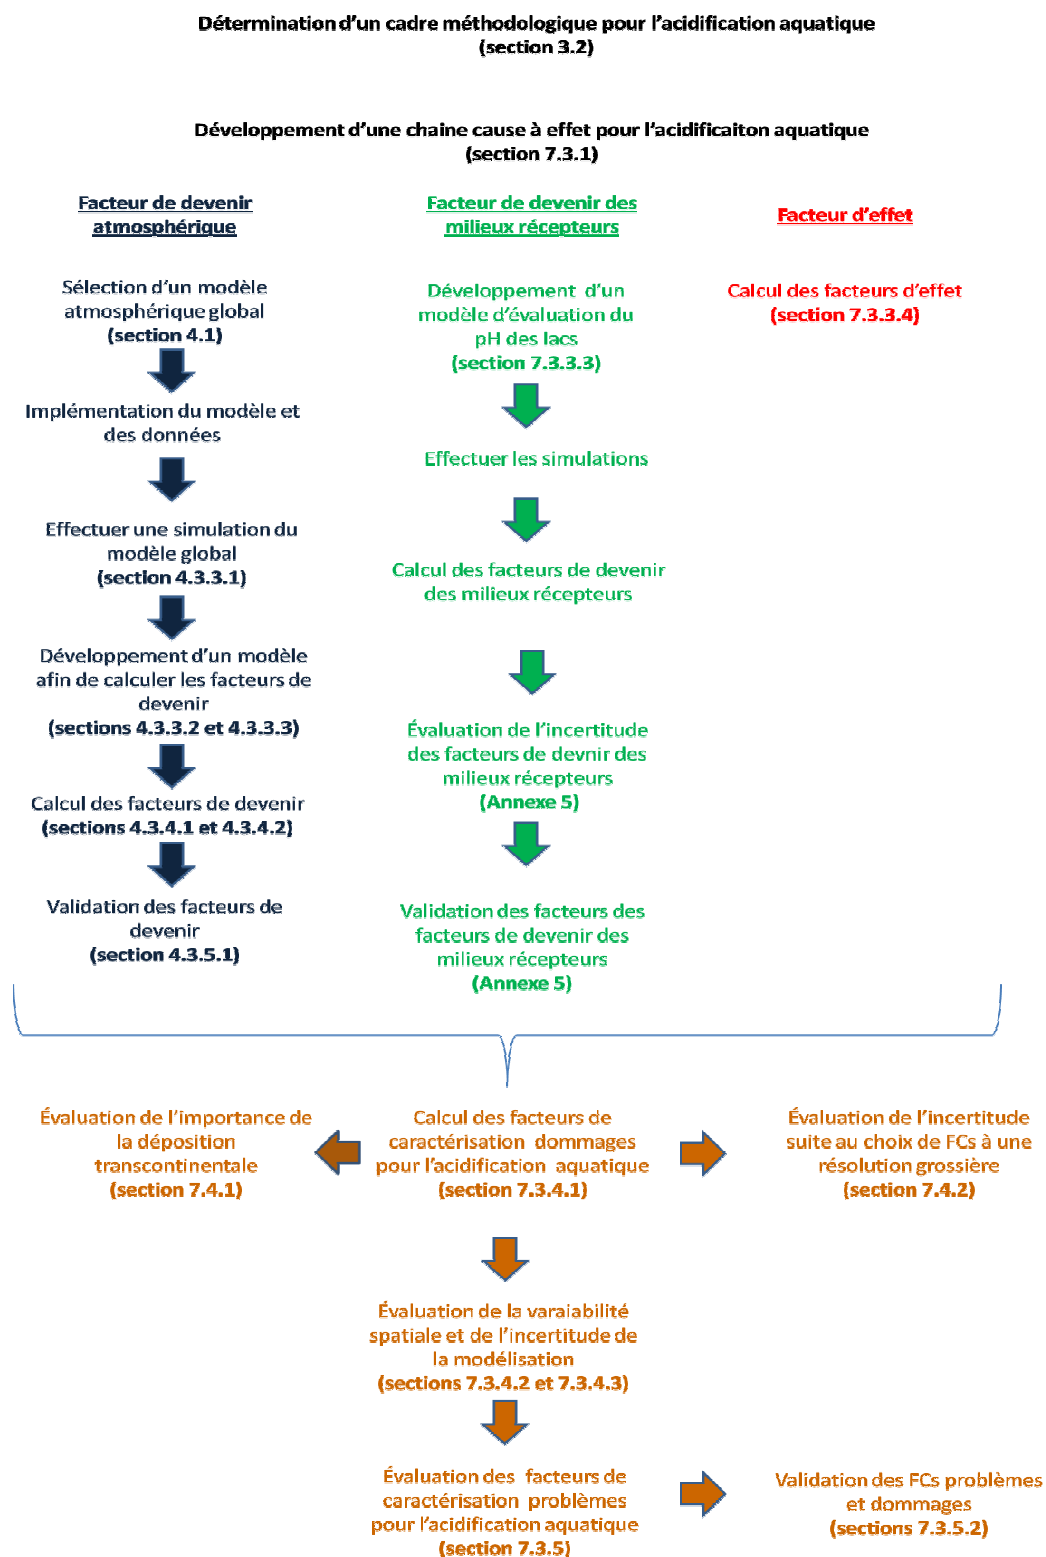 Détermination d'un cadre méthodologique pour l'acidification aquatique
(section 3.2)
Développement d'une chaine cause à effet pour l'acidificaiton aquatique
(section 7.3.1)
Facteur de devenir
atmosphérique
Sélection d'un modèle
atmosphérique global
(section 4.1)
Implémentation du modèle et
des données
Effectuer une simulation du
modèle global
(section 4.3.3.1)
Développement d'un modèle
afin de calculer les facteurs de
devenir
(sections 4.3.3.2 et 4.3.3.3)
Calcul des facteurs de devenir
(sections 4.3.4.1 et 4.3.4.2)
Validation des facteurs de
devenir
(section 4.3.5.1)
Facteur de devenir des
milieux récepteurs
Développement d'un
modèle d'évaluation du
pH des lacs
(section 7.3.3.3)
Effectuer les simulations
Calcul des facteurs de devenir
des milieux récepteurs
Évaluation de l'incertitude
des facteurs de devnir des
milieux récepteurs
(Annexe 5)
Validation des facteurs des
facteurs de devenir des
milieux récepteurs
(Annexe 5)
Facteur d'effet
Calcul des facteurs d'effet
(section 7.3.3.4)
Évaluation de l'importance de
la déposition
transcontinentale
(section 7.4.1)
Calcul des facteurs de
caractérisation dommages
pour l'acidification aquatique
(section 7.3.4.1)
Évaluation de l'incertitude
suite au choix de FCs à une
résolution grossière
(section 7.4.2)
Évaluation de la varaiabilité
spatiale et de l'incertitude de
la modélisation
(sections 7.3.4.2 et 7.3.4.3)
Évaluation des facteurs de
caractérisation problèmes
pour l'acidification aquatique
(section 7.3.5)
Validation des FCs problèmes
et dommages
(sections 7.3.5.2)